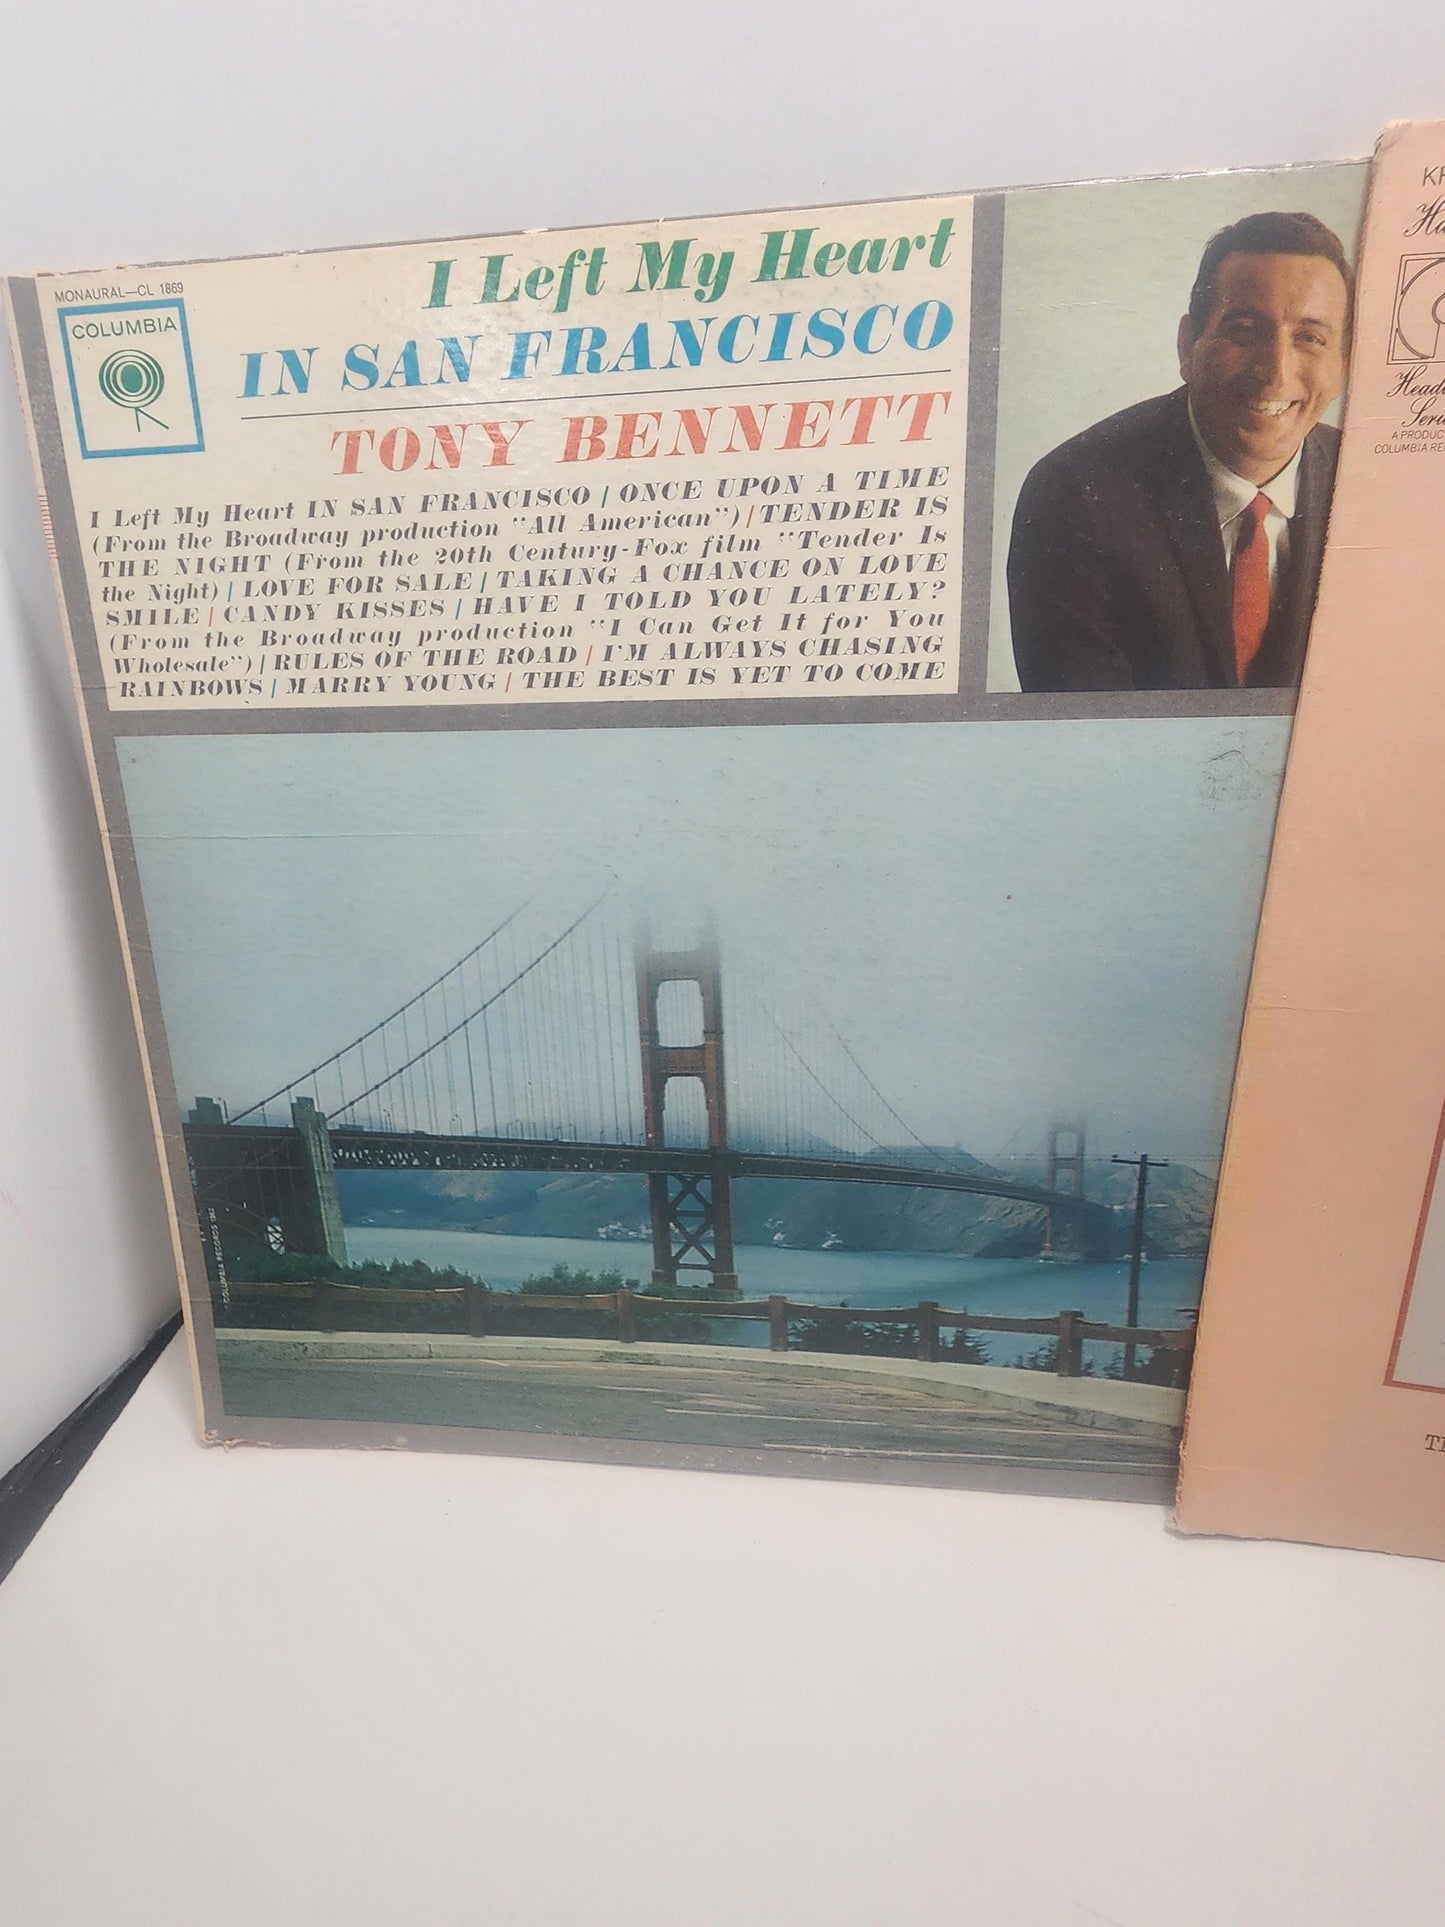 MONAURAL—CL 1869
COLUMBIA
I Left My Heart
IN SAN FRANCISCO
TONY BENNETT
I Left My Heart IN SAN FRANCISCO / ONCE UPON A TIME
(From the Broadway production "All American") / TENDER IS
THE NIGHT (From the 20th Century-Fox film "Tender Is
the Night) / LOVE FOR SALE / TAKING A CHANCE ON LOVE
SMILE / CANDY KISSES / HAVE I TOLD YOU LATELY?
(From the Broadway production "I Can Get It for You
Wholesale") / RULES OF THE ROAD / I'M ALWAYS CHASING
RAINBOWS / MARRY YOUNG / THE BEST IS YET TO COME
COLUMBIA RECORDS 1962
A PRODUC
COLUMBIA RE